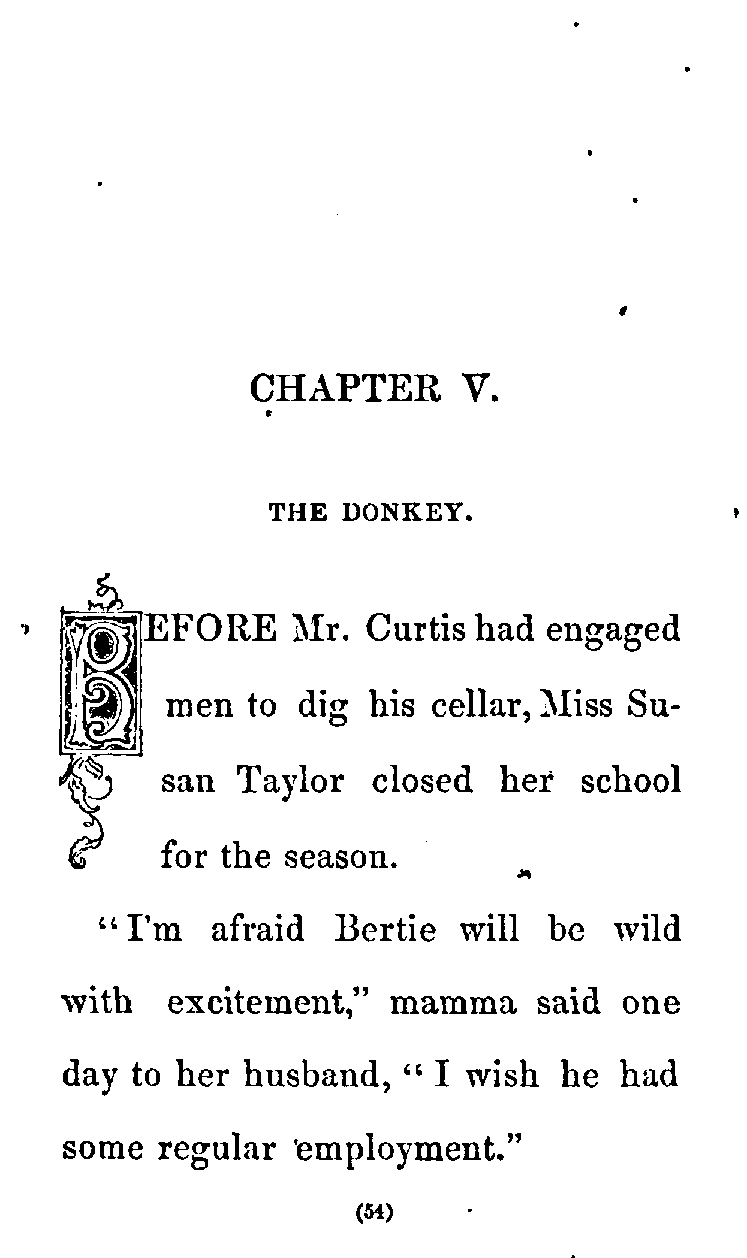 CHAPTER V.
THE DONKEY.
BEFORE Mr. Curtis had engaged
men to dig his cellar, Miss Su-
san Taylor closed her school
for the season.
“I'm afraid Bertie will be wild
with excitement,” mamma said one
day to her husband, “I wish he had
some regular employment.”
(54)